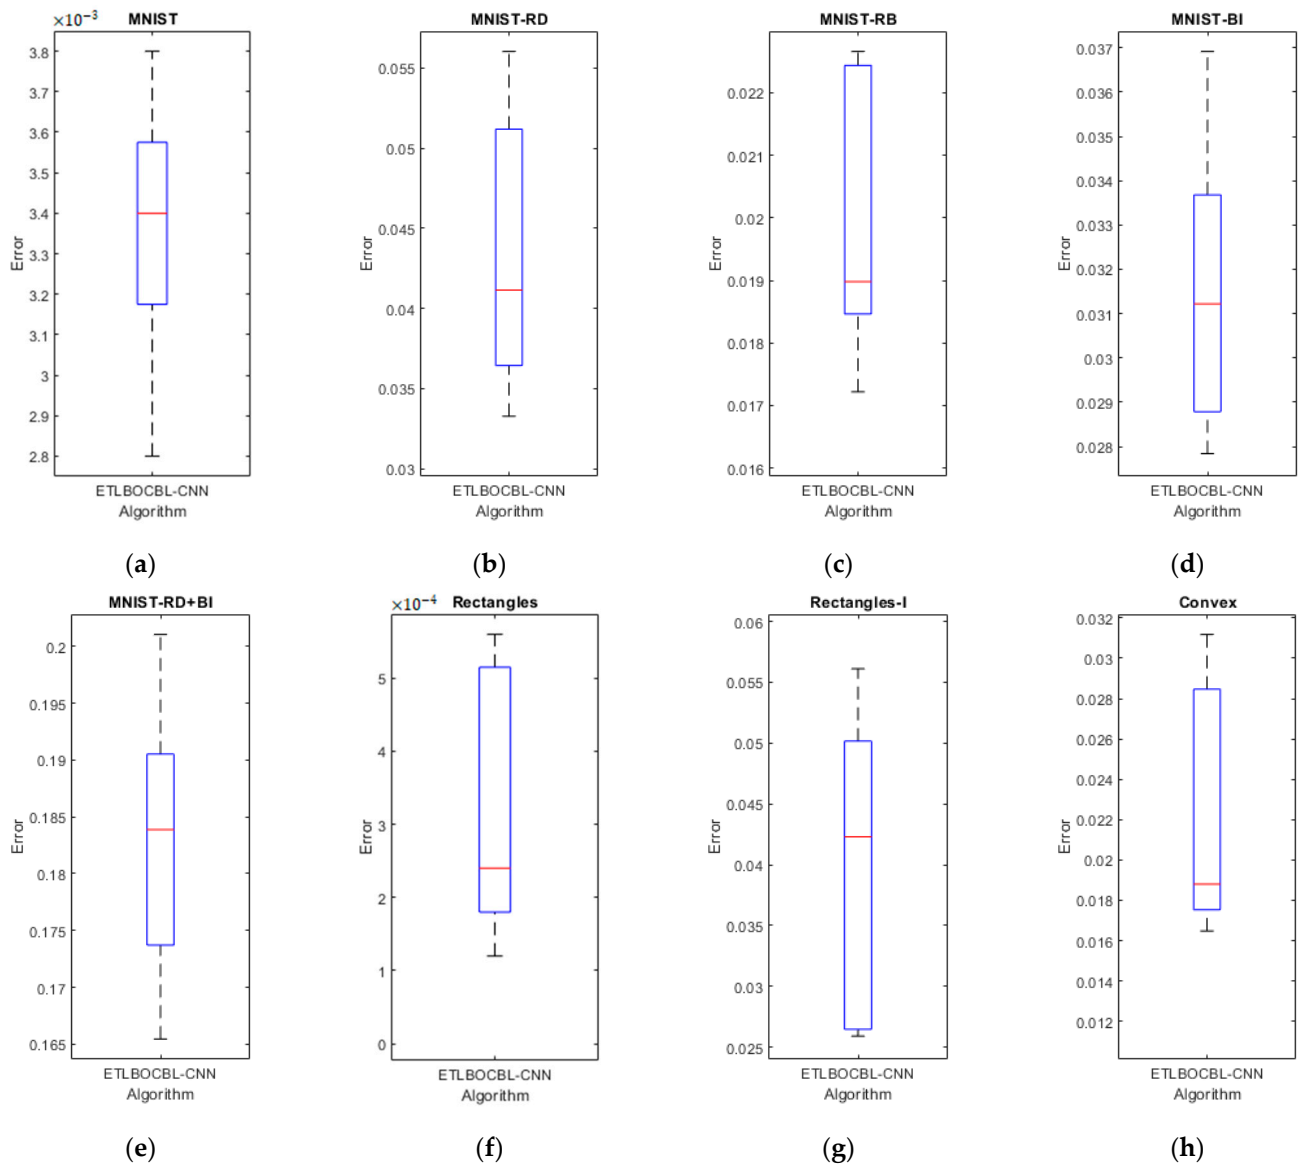 MNIST
×10⁻³
3.8
3.7
3.6
3.5
3.4
3.3
3.2
3.1
3
2.9
2.8
Error
ETLBOCBL-CNN
Algorithm
(a)
MNIST-RD
0.055
0.05
0.045
0.04
0.035
0.03
Error
ETLBOCBL-CNN
Algorithm
(b)
MNIST-RB
0.022
0.021
0.02
0.019
0.018
0.017
0.016
Error
ETLBOCBL-CNN
Algorithm
(c)
MNIST-BI
0.037
0.036
0.035
0.034
0.033
0.032
0.031
0.03
0.029
0.028
Error
ETLBOCBL-CNN
Algorithm
(d)
MNIST-RD+BI
0.2
0.195
0.19
0.185
0.18
0.175
0.17
0.165
Error
ETLBOCBL-CNN
Algorithm
(e)
×10⁻⁴ Rectangles
5
4
3
2
1
0
Error
ETLBOCBL-CNN
Algorithm
(f)
Rectangles-I
0.06
0.055
0.05
0.045
0.04
0.035
0.03
0.025
Error
ETLBOCBL-CNN
Algorithm
(g)
Convex
0.032
0.03
0.028
0.026
0.024
0.022
0.02
0.018
0.016
0.014
0.012
Error
ETLBOCBL-CNN
Algorithm
(h)